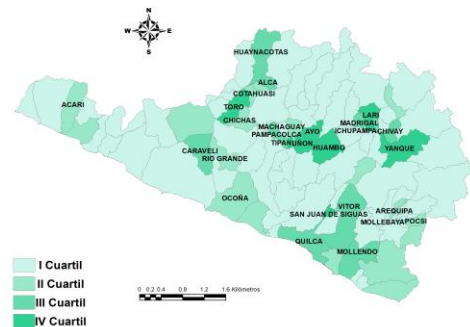 N
W E
S
HUAYNACOTAS
ALCA
COTAHUASI
ACARI
TORO
CHICHAS
LARI
MACHAGUAY
MADRIGAL
PAMPACOLCA
AYO
ICHUPAMPA
CHIVAY
TIPAN
UÑON
HUAMBO
YANQUE
CARAVELI
RIO GRANDE
OCOÑA
VITOR
SAN JUAN DE SIGUAS
AREQUIPA
MOLLEBAYA
POCSI
QUILCA
MOLLENDO
I Cuartil
II Cuartil
III Cuartil
IV Cuartil
0 0.2 0.4 0.8 1.2 1.6 Kilómetros